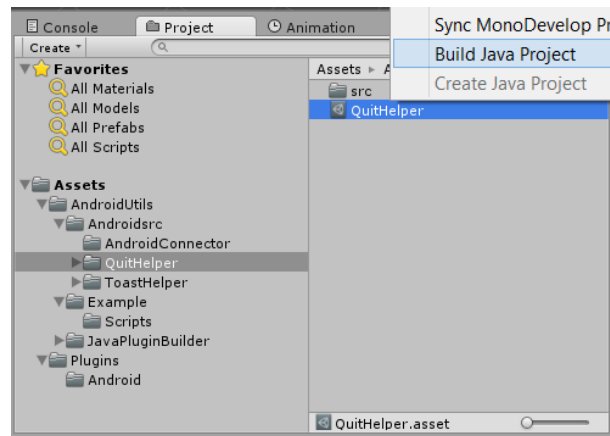 Console Project Animation
Create
Favorites
All Materials
All Models
All Prefabs
All Scripts
Assets
AndroidUtils
Androidsrc
AndroidConnector
QuitHelper
ToastHelper
Example
Scripts
JavaPluginBuilder
Plugins
Android
Assets ▸ A
src
QuitHelper
QuitHelper.asset
Sync MonoDevelop Pr
Build Java Project
Create Java Project